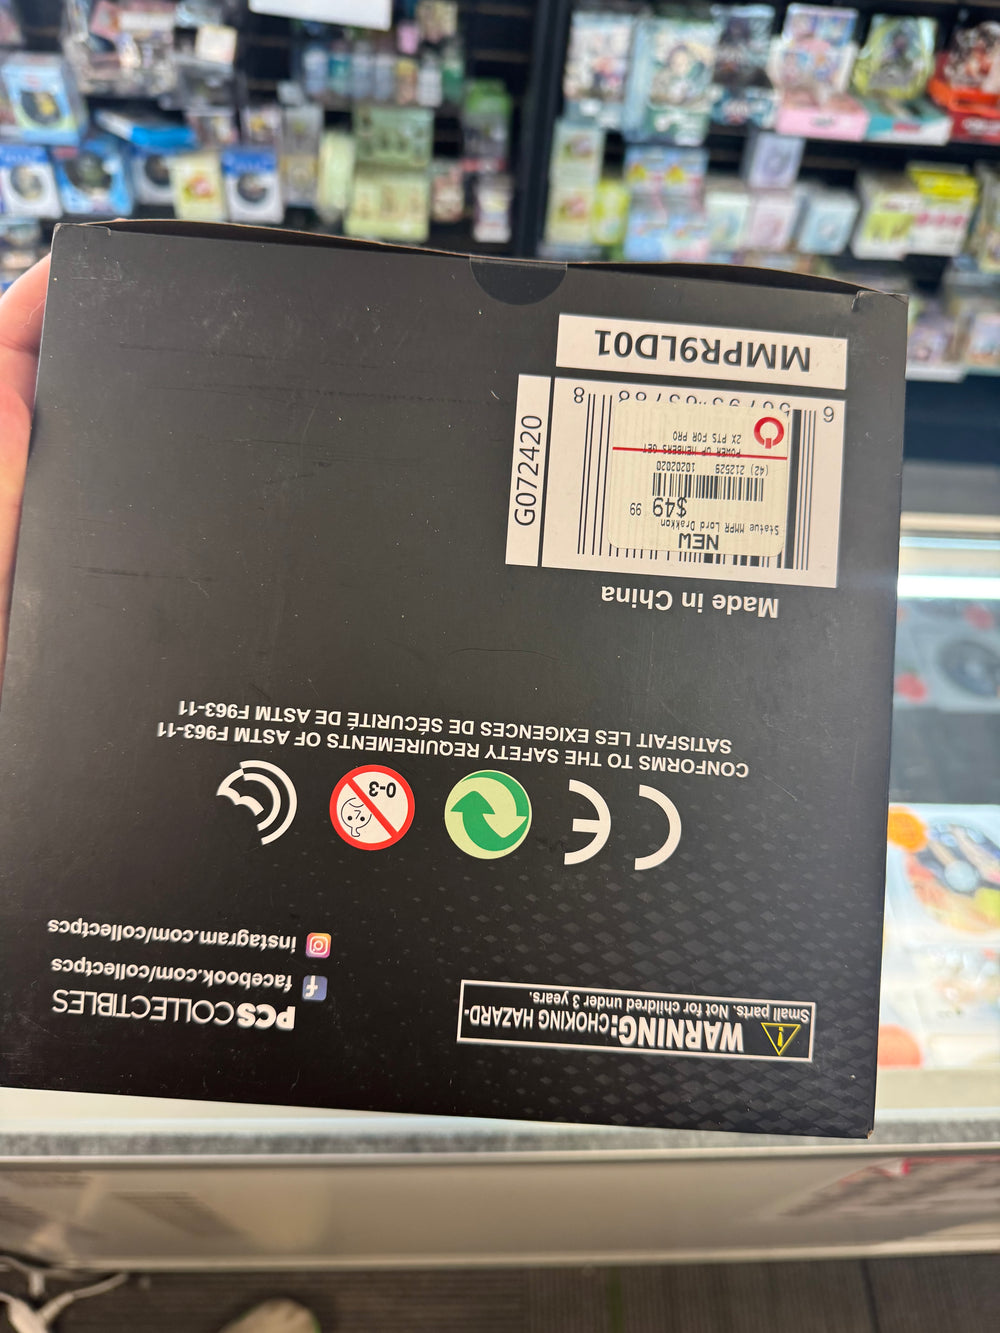 WARNING: CHOKING HAZARD-
Small parts. Not for children under 3 years.
PCSCOLLECTIBLES
facebook.com/collectpcs
instagram.com/collectpcs
0-3
CONFORMS TO THE SAFETY REQUIREMENTS OF ASTM F963-11
SATISFAIT LES EXIGENCES DE SÉCURITÉ DE ASTM F963-11
Made in China
NEW
Statue MMPR Lord Drakkon
$49 99
(42) 212529 10202020
POWER UP MEMBERS GET
2X PTS FOR PRO
G072420
MMPR9LD01